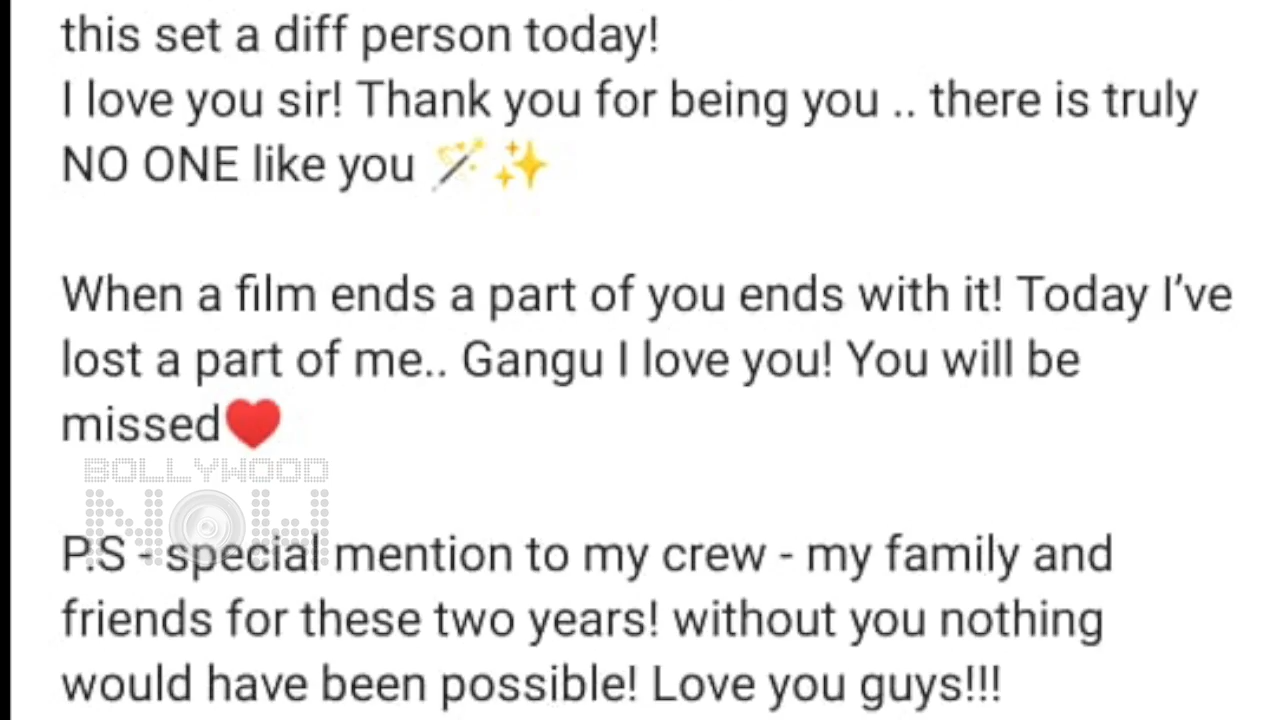 this set a diff person today!
I love you sir! Thank you for being you .. there is truly
NO ONE like you 🪄✨
When a film ends a part of you ends with it! Today I’ve
lost a part of me.. Gangu I love you! You will be
missed♥️
BOLLYWOOD
NOW
P.S - special mention to my crew - my family and
friends for these two years! without you nothing
would have been possible! Love you guys!!!